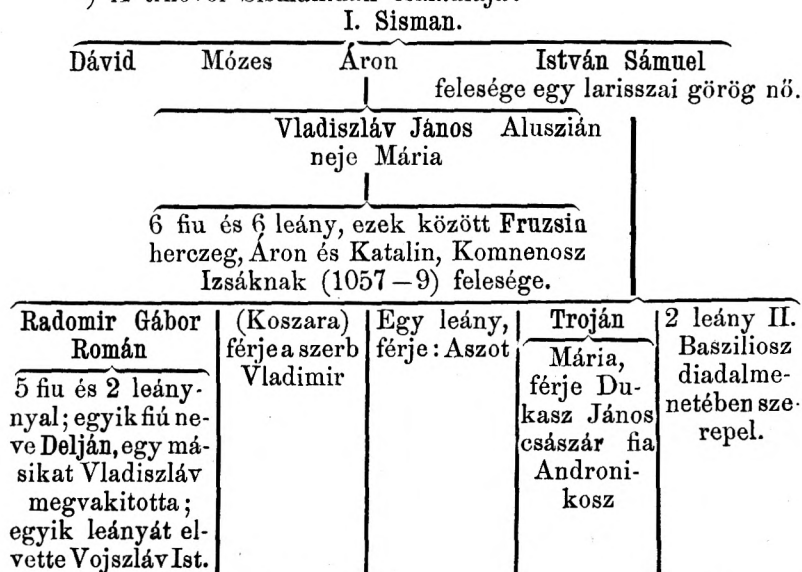 I. Sisman.
Dávid Mózes Áron István Sámuel
felesége egy larisszai görög nő.
Vladiszláv János Aluszián
neje Mária
6 fiu és 6 leány, ezek között Fruzsin
herczeg, Áron és Katalin, Komnenosz
Izsáknak (1057–9) felesége.
Radomir Gábor
Román
5 fiu és 2 leány-
nyal; egyik fiú ne-
ve Delján, egy má-
sikat Vladiszláv
megvakitotta;
egyik leányát el-
vette Vojszláv Ist.
(Koszara)
férje a szerb
Vladimir
Egy leány,
férje: Aszot
Troján
Mária,
férje Du-
kasz János
császár fia
Androni-
kosz
2 leány II.
Basziliosz
diadalme-
netében sze-
repel.